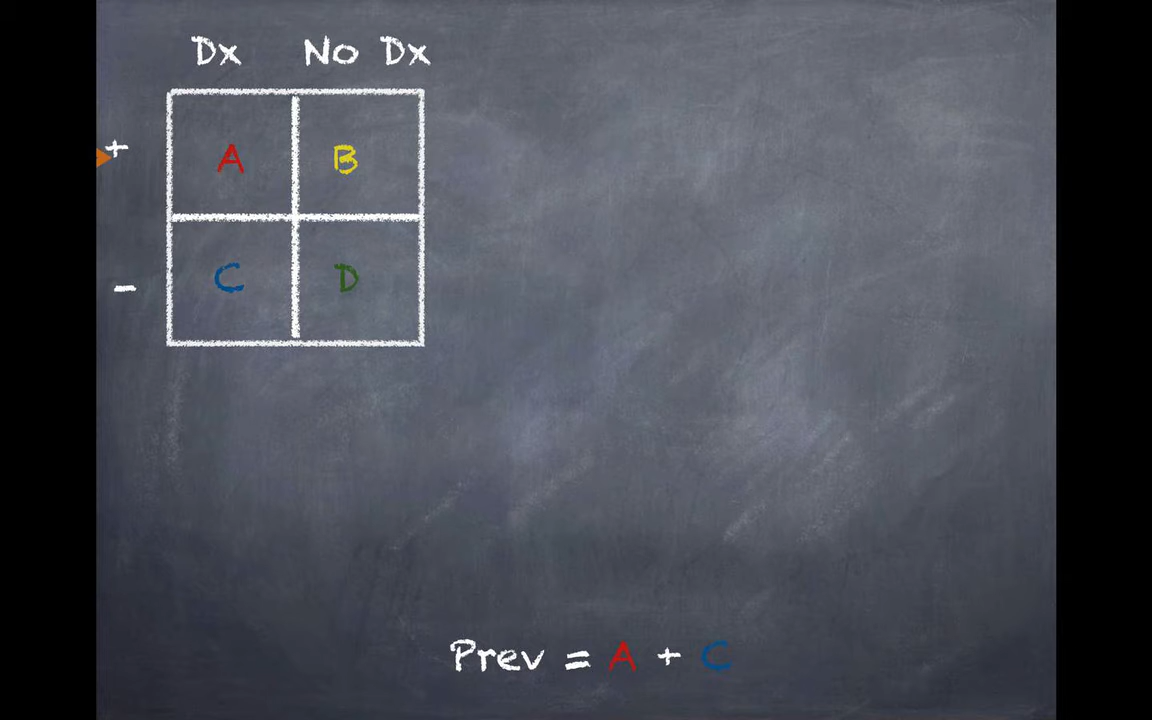 Dx No Dx
+ A B
- C D
Prev = A + C